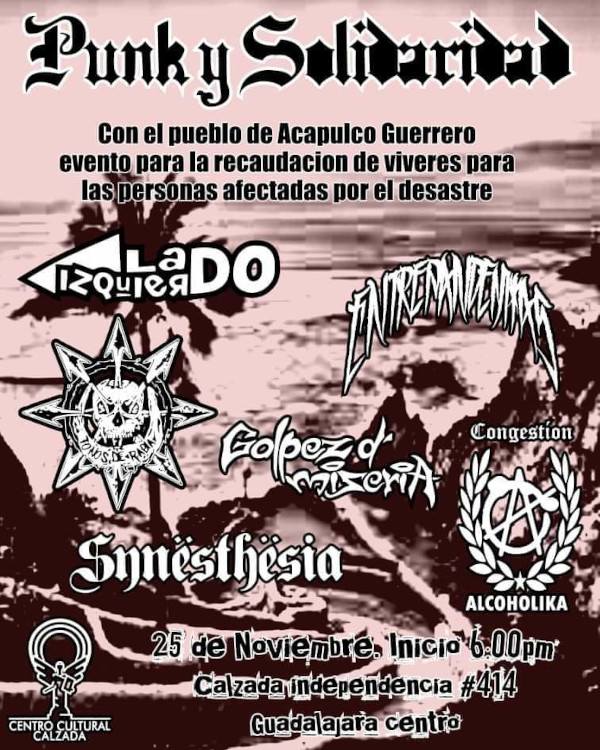 Punk y Solidaridad
Con el pueblo de Acapulco Guerrero
evento para la recaudacion de viveres para
las personas afectadas por el desastre
Lado
Izquierdo
Golpez d'
miseria
Congestion
ALCOHOLIKA
Synësthësia
25 de Noviembre. Inicio 6:00pm
Calzada independencia #414
Guadalajara centro
CENTRO CULTURAL
CALZADA